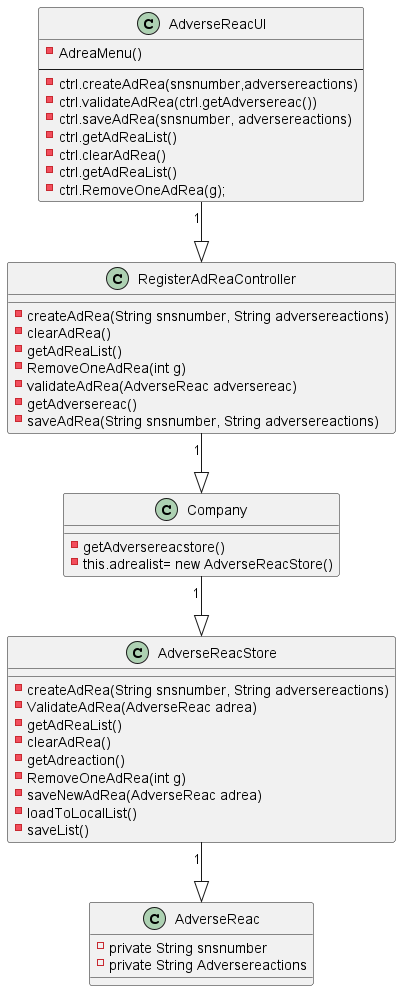 C AdverseReacUI
AdreaMenu()
ctrl.createAdRea(snsnumber,adversereactions)
ctrl.validateAdRea(ctrl.getAdversereac())
ctrl.saveAdRea(snsnumber, adversereactions)
ctrl.getAdReaList()
ctrl.clearAdRea()
ctrl.getAdReaList()
ctrl.RemoveOneAdRea(g);
1
C RegisterAdReaController
createAdRea(String snsnumber, String adversereactions)
clearAdRea()
getAdReaList()
RemoveOneAdRea(int g)
validateAdRea(AdverseReac adversereac)
getAdversereac()
saveAdRea(String snsnumber, String adversereactions)
1
C Company
getAdversereacstore()
this.adrealist= new AdverseReacStore()
1
C AdverseReacStore
createAdRea(String snsnumber, String adversereactions)
ValidateAdRea(AdverseReac adrea)
getAdReaList()
clearAdRea()
getAdreaction()
RemoveOneAdRea(int g)
saveNewAdRea(AdverseReac adrea)
loadToLocalList()
saveList()
1
C AdverseReac
private String snsnumber
private String Adversereactions